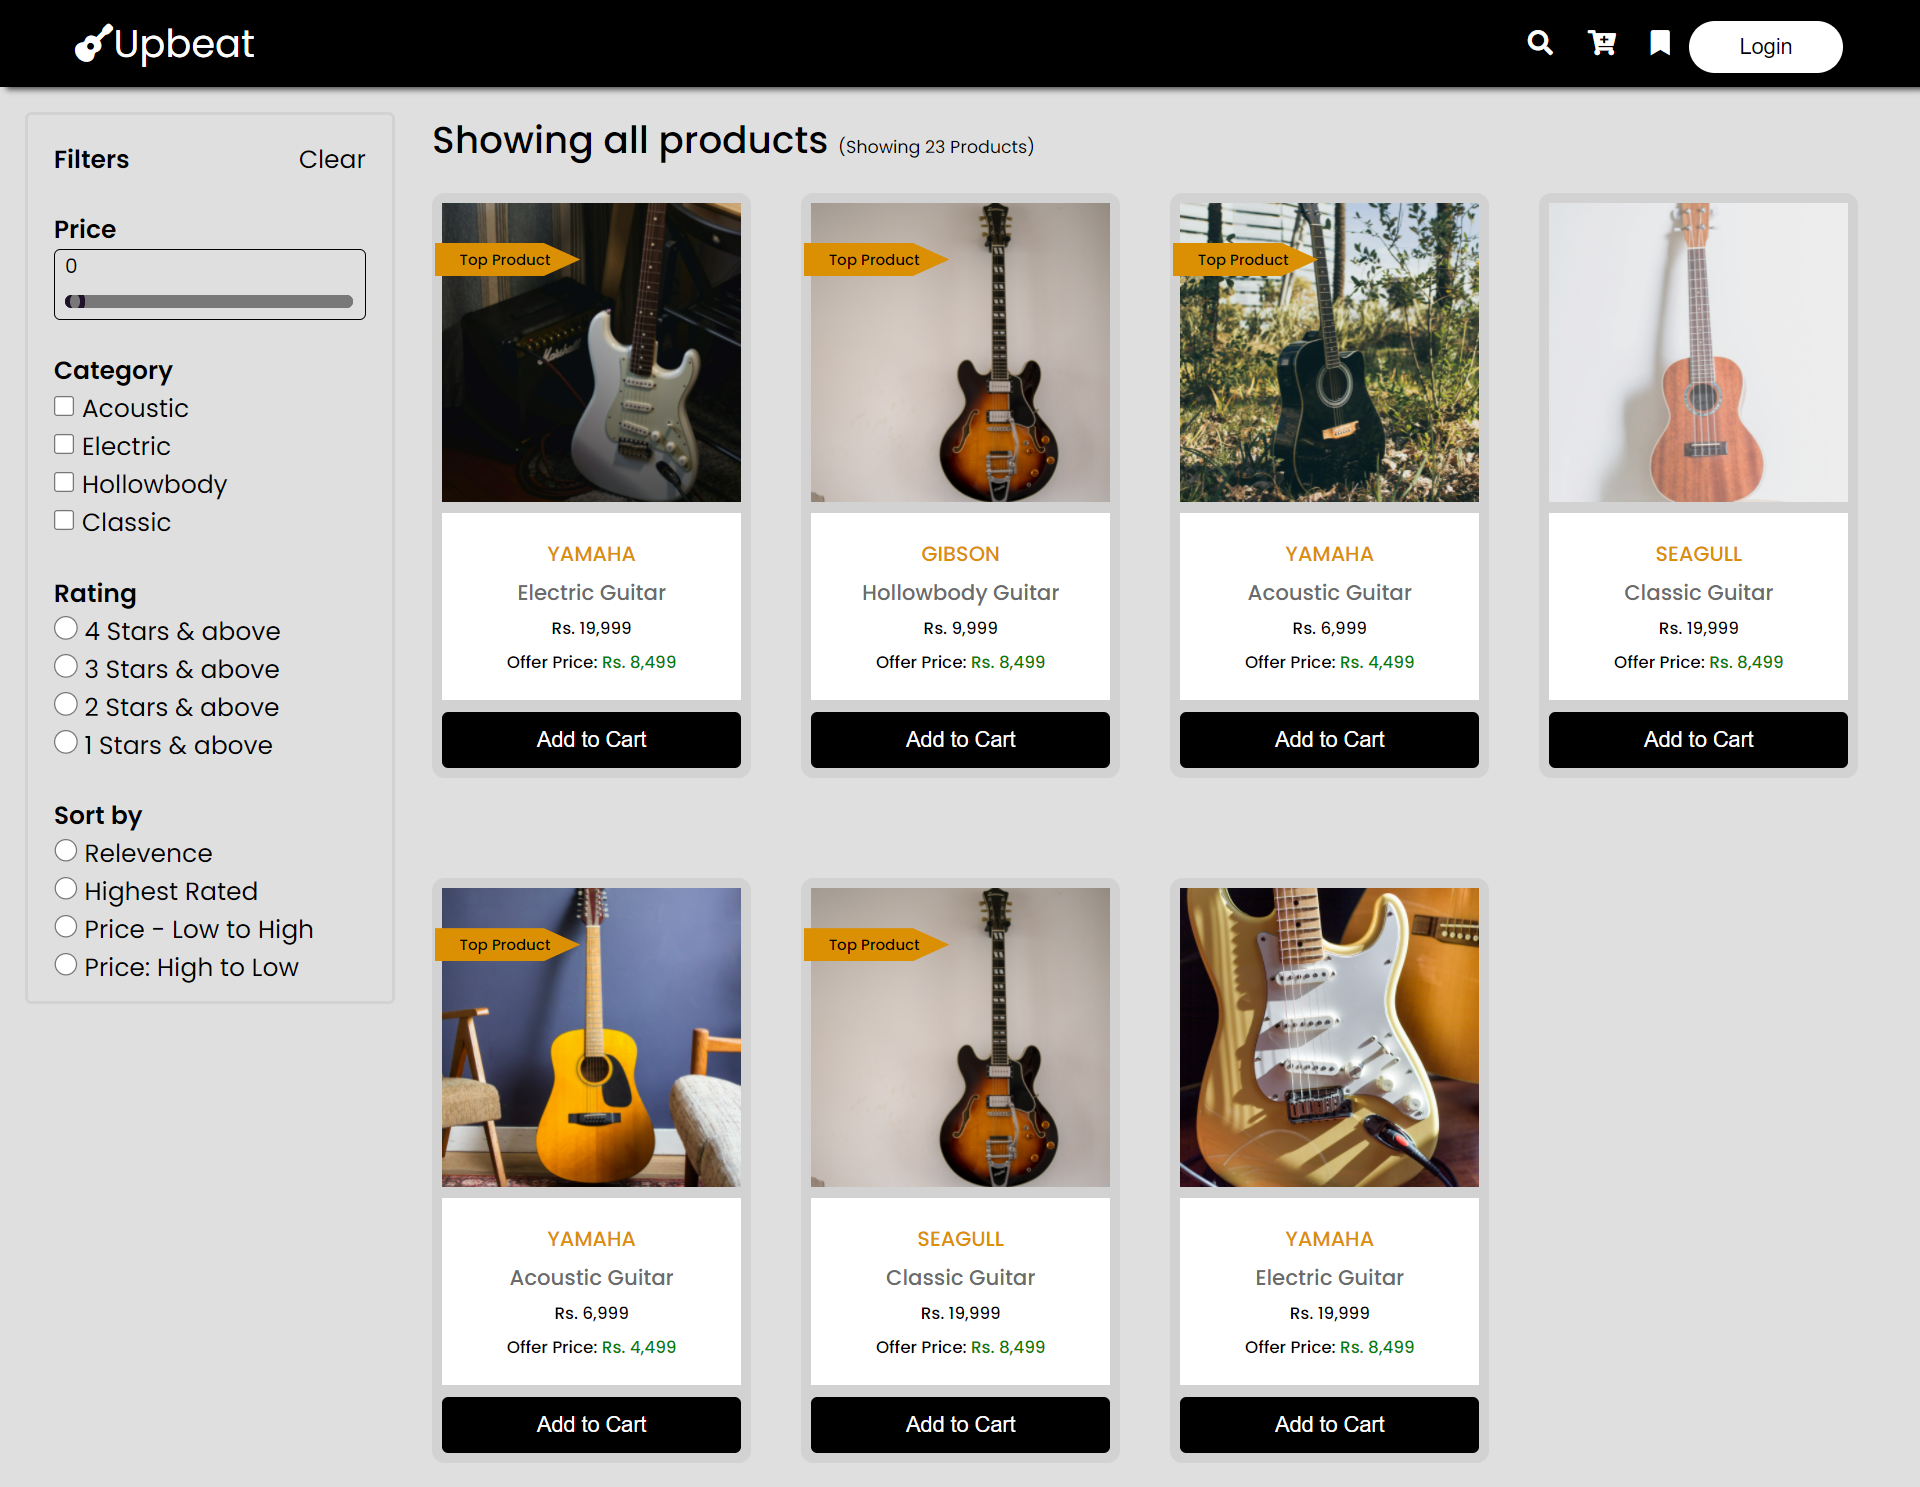 Upbeat
Login
Filters
Clear
Price
0
Category
Acoustic
Electric
Hollowbody
Classic
Rating
4 Stars & above
3 Stars & above
2 Stars & above
1 Stars & above
Sort by
Relevence
Highest Rated
Price - Low to High
Price: High to Low
Showing all products (Showing 23 Products)
Top Product
Marshall
YAMAHA
Electric Guitar
Rs. 19,999
Offer Price: Rs. 8,499
Add to Cart
Top Product
GIBSON
Hollowbody Guitar
Rs. 9,999
Offer Price: Rs. 8,499
Add to Cart
Top Product
YAMAHA
Acoustic Guitar
Rs. 6,999
Offer Price: Rs. 4,499
Add to Cart
SEAGULL
Classic Guitar
Rs. 19,999
Offer Price: Rs. 8,499
Add to Cart
Top Product
YAMAHA
Acoustic Guitar
Rs. 6,999
Offer Price: Rs. 4,499
Add to Cart
Top Product
SEAGULL
Classic Guitar
Rs. 19,999
Offer Price: Rs. 8,499
Add to Cart
YAMAHA
Electric Guitar
Rs. 19,999
Offer Price: Rs. 8,499
Add to Cart